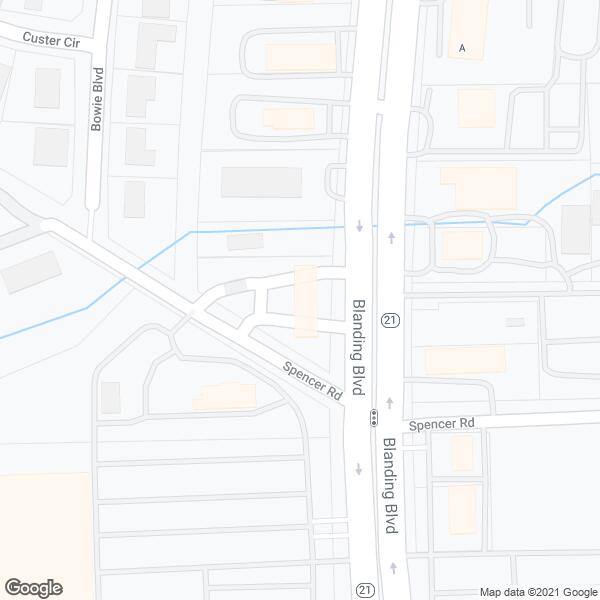 Custer Cir
A
Bowie Blvd
Blanding Blvd
21
Spencer Rd
Spencer Rd
Blanding Blvd
21
Google
Map data ©2021 Google